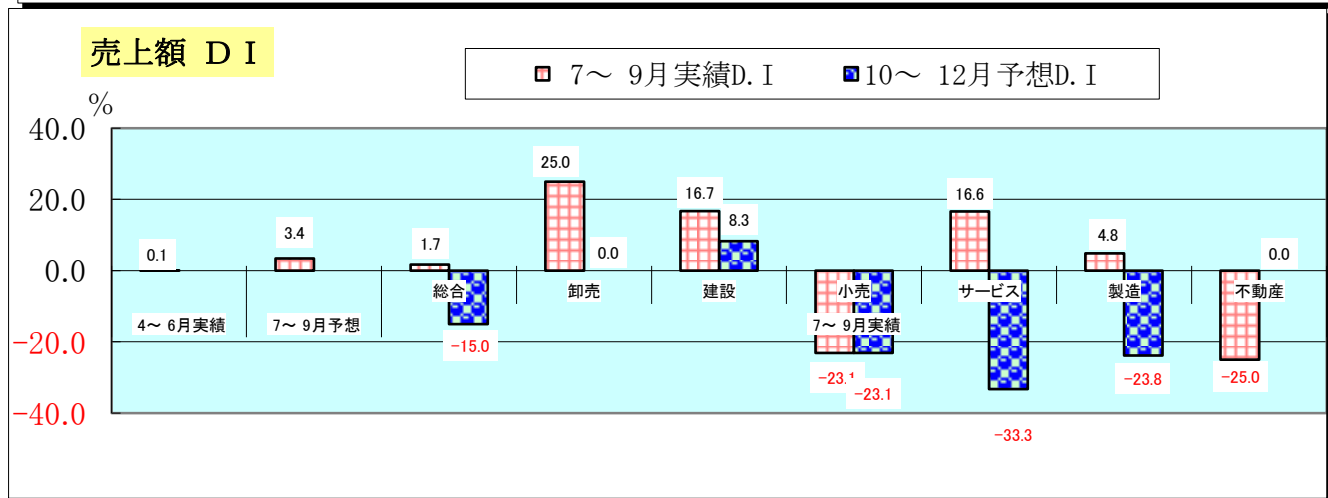 売上額 ＤＩ
7～ 9月実績D.I
10～ 12月予想D.I
%
40.0
20.0
0.0
-20.0
-40.0
0.1
3.4
1.7
-15.0
25.0
0.0
16.7
8.3
-23.1
-23.1
16.6
-33.3
4.8
-23.8
-25.0
0.0
総合
卸売
建設
小売
サービス
製造
不動産
4～ 6月実績
7～ 9月予想
7～ 9月実績